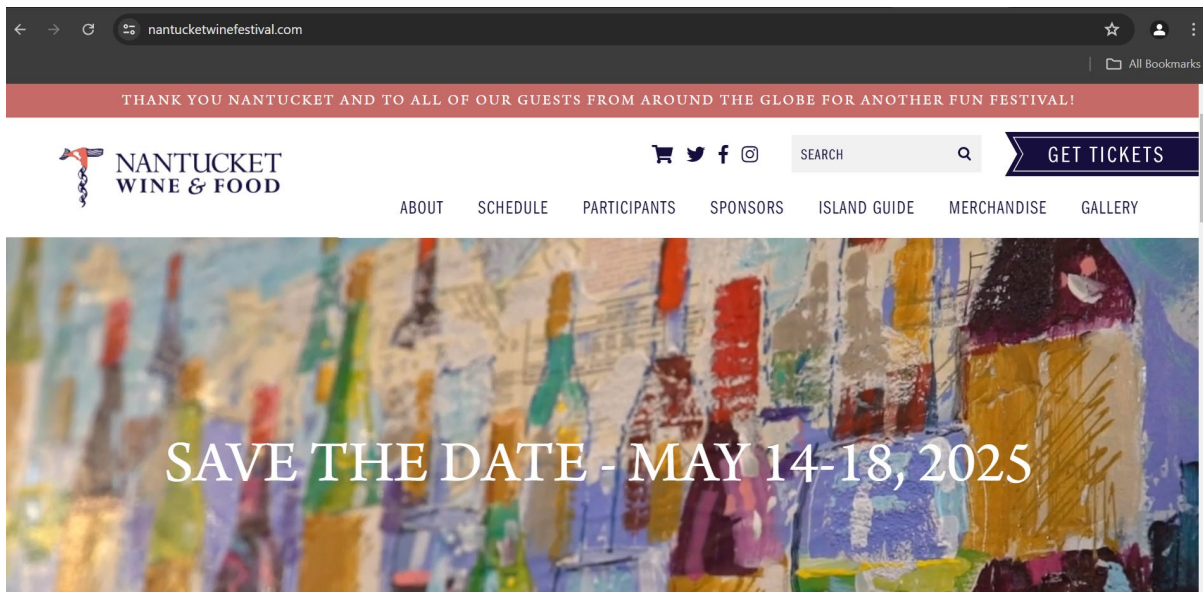 nantucketwinefestival.com
All Bookmarks
THANK YOU NANTUCKET AND TO ALL OF OUR GUESTS FROM AROUND THE GLOBE FOR ANOTHER FUN FESTIVAL!
NANTUCKET
WINE & FOOD
SEARCH
GET TICKETS
ABOUT SCHEDULE PARTICIPANTS SPONSORS ISLAND GUIDE MERCHANDISE GALLERY
SAVE THE DATE - MAY 14-18, 2025